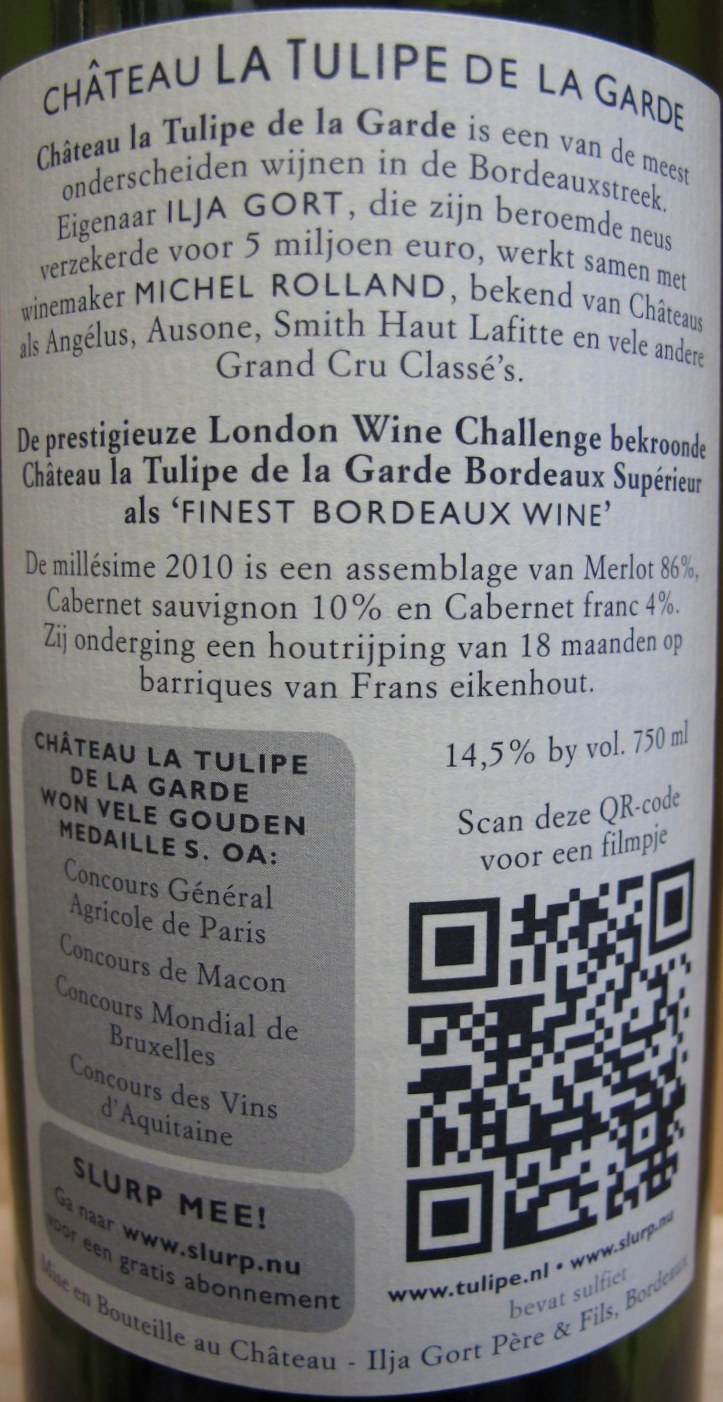 CHÂTEAU LA TULIPE DE LA GARDE
Château la Tulipe de la Garde is een van de meest
onderscheiden wijnen in de Bordeauxstreek.
Eigenaar ILJA GORT, die zijn beroemde neus
verzekerde voor 5 miljoen euro, werkt samen met
winemaker MICHEL ROLLAND, bekend van Châteaus
als Angélus, Ausone, Smith Haut Lafitte en vele andere
Grand Cru Classé's.
De prestigieuze London Wine Challenge bekroonde
Château la Tulipe de la Garde Bordeaux Supérieur
als 'FINEST BORDEAUX WINE'
De millésime 2010 is een assemblage van Merlot 86%,
Cabernet sauvignon 10% en Cabernet franc 4%.
Zij onderging een houtrijping van 18 maanden op
barriques van Frans eikenhout.
CHÂTEAU LA TULIPE
DE LA GARDE
WON VELE GOUDEN
MEDAILLES. OA:
Concours Général
Agricole de Paris
Concours de Macon
Concours Mondial de
Bruxelles
Concours des Vins
d'Aquitaine
SLURP MEE!
Ga naar www.slurp.nu
voor een gratis abonnement
14,5% by vol. 750 ml
Scan deze QR-code
voor een filmpje
www.tulipe.nl • www.slurp.nu
bevat sulfiet
Mise en Bouteille au Château - Ilja Gort Père & Fils, Bordeaux